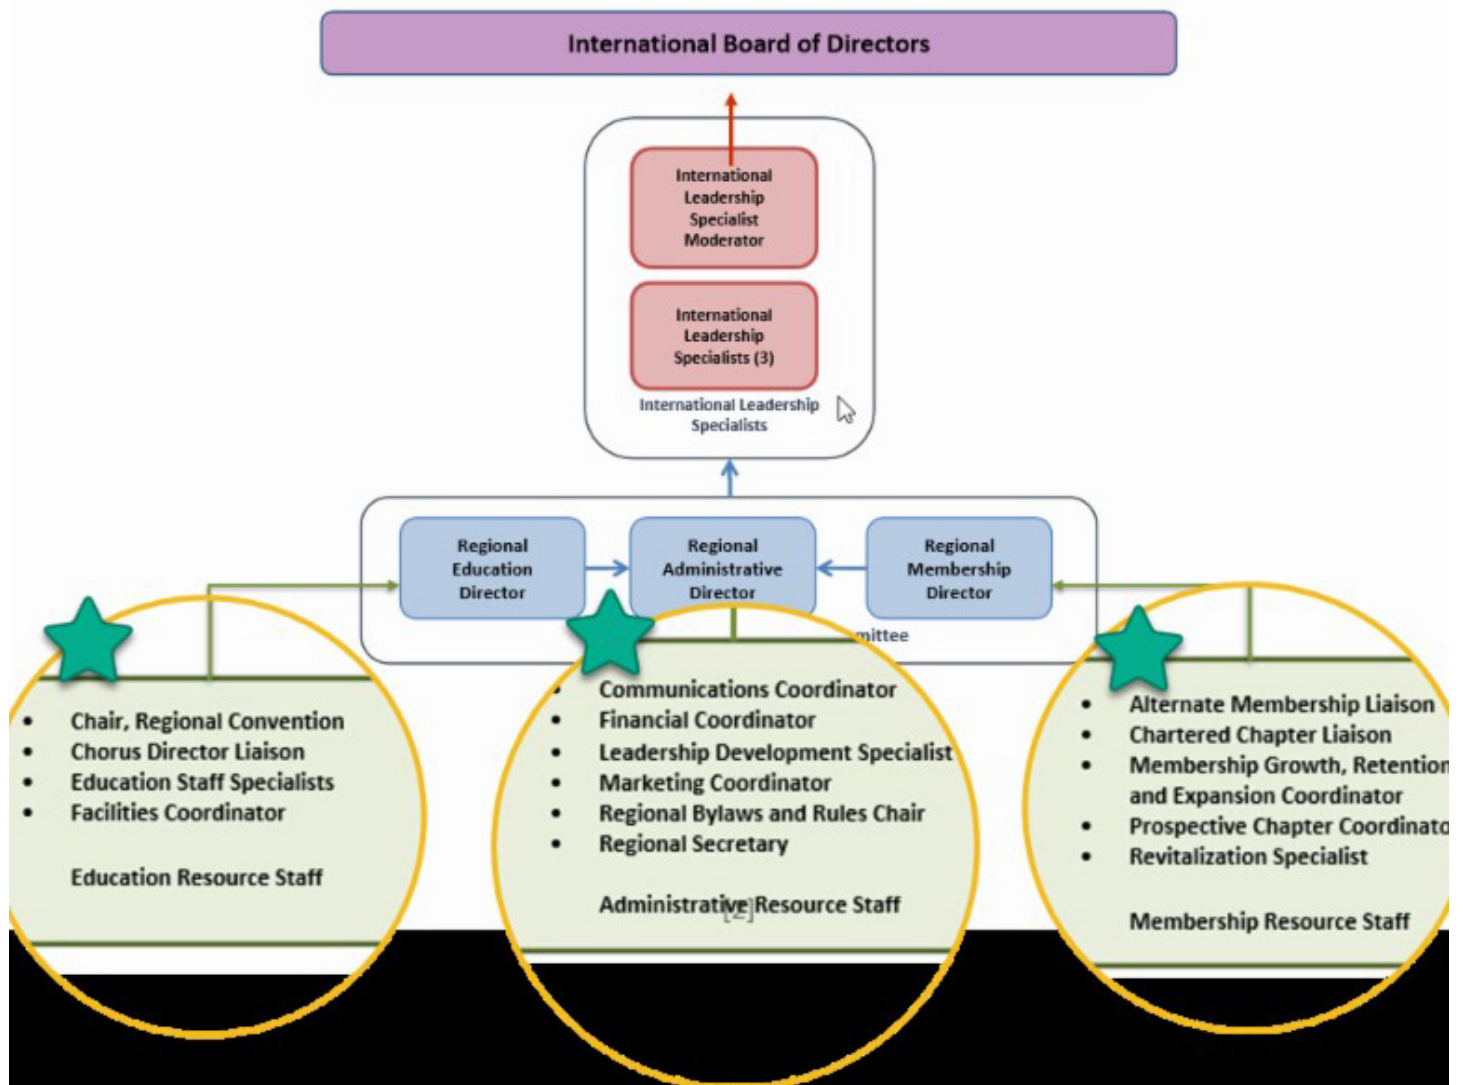 International Board of Directors
International
Leadership
Specialist
Moderator
International
Leadership
Specialists (3)
International Leadership
Specialists
Regional
Education
Director
Regional
Administrative
Director
Regional
Membership
Director
mittee
• Chair, Regional Convention
• Chorus Director Liaison
• Education Staff Specialists
• Facilities Coordinator
Education Resource Staff
• Communications Coordinator
• Financial Coordinator
• Leadership Development Specialist
• Marketing Coordinator
• Regional Bylaws and Rules Chair
• Regional Secretary
Administrative Resource Staff
[2]
• Alternate Membership Liaison
• Chartered Chapter Liaison
• Membership Growth, Retention
and Expansion Coordinator
• Prospective Chapter Coordinato
• Revitalization Specialist
Membership Resource Staff